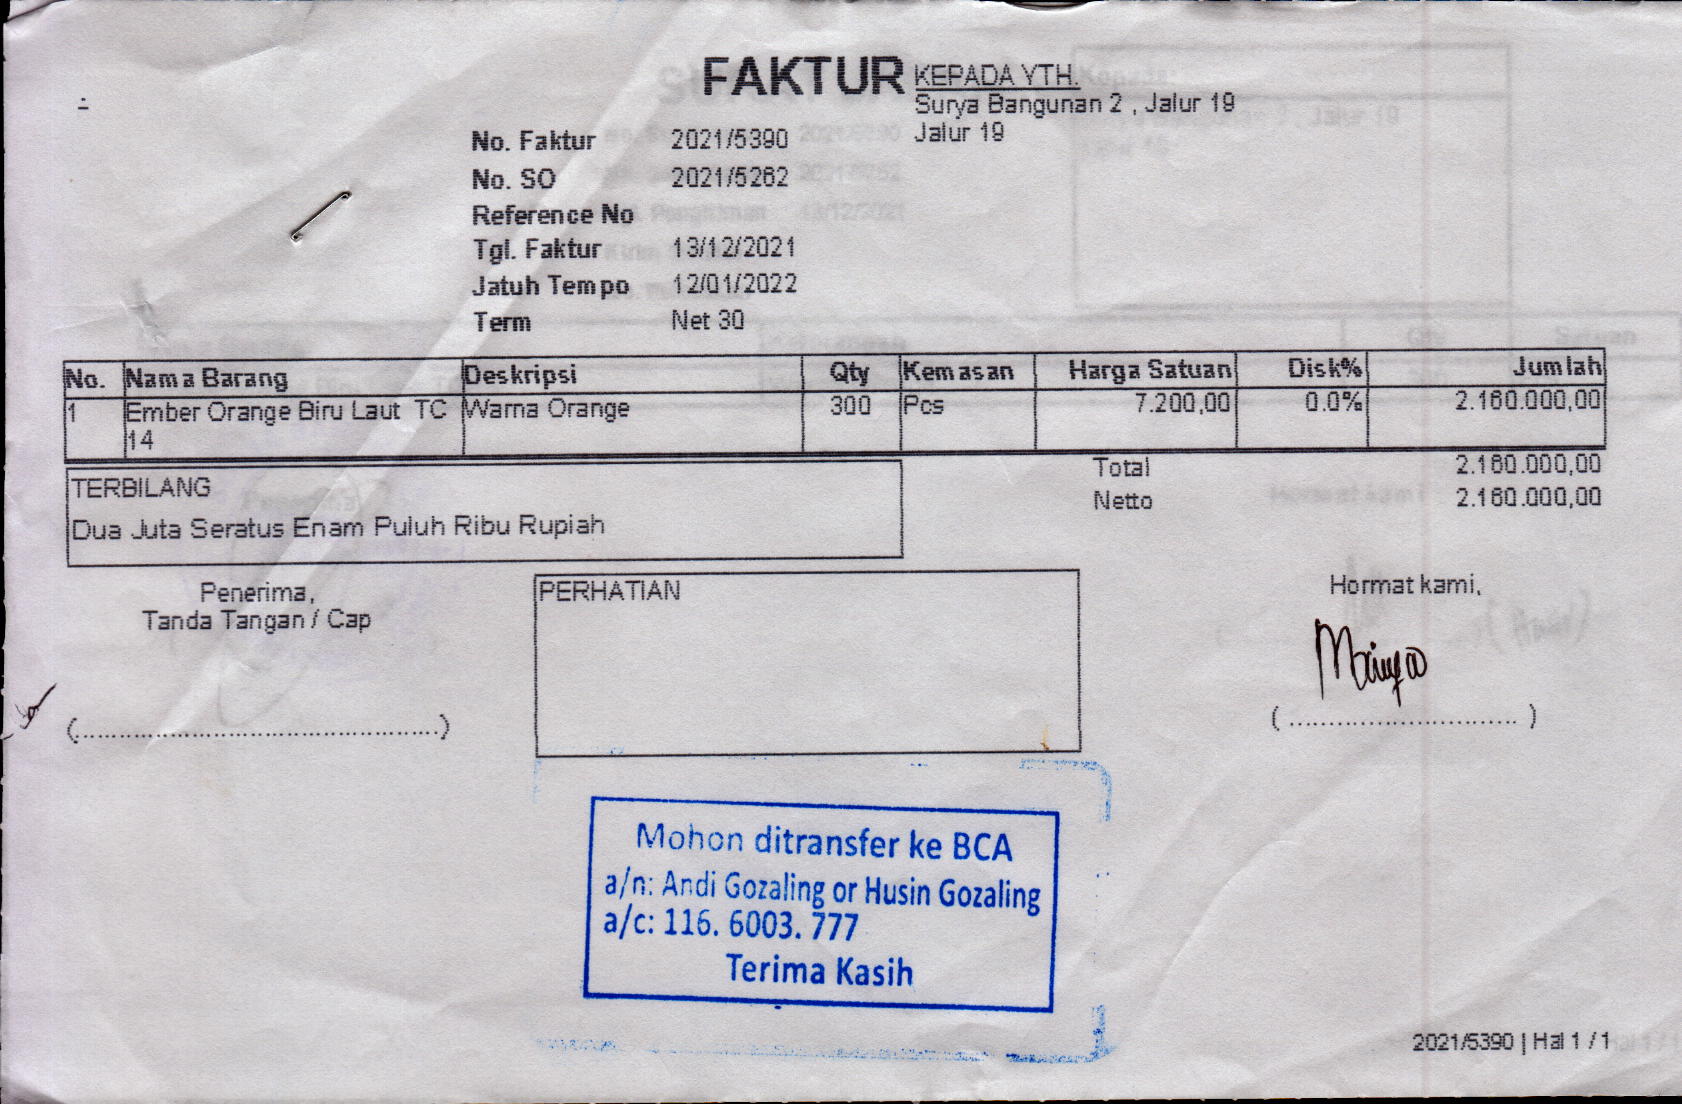 FAKTUR
KEPADA YTH.
Surya Bangunan 2 , Jalur 19
Jalur 19
No. Faktur 2021/5390
No. SO 2021/5262
Reference No
Tgl. Faktur 13/12/2021
Jatuh Tempo 12/01/2022
Term Net 30
No. Nama Barang Deskripsi Qty Kemasan Harga Satuan Disk% Jumlah
1 Ember Orange Biru Laut TC Warna Orange 300 Pcs 7.200,00 0.0% 2.160.000,00
14
Total 2.160.000,00
Netto 2.160.000,00
TERBILANG
Dua Juta Seratus Enam Puluh Ribu Rupiah
Penerima,
Tanda Tangan / Cap
(..............................................)
PERHATIAN
Hormat kami,
( ............................. )
Mohon ditransfer ke BCA
a/n: Andi Gozaling or Husin Gozaling
a/c: 116. 6003. 777
Terima Kasih
2021/5390 | Hal 1 / 1